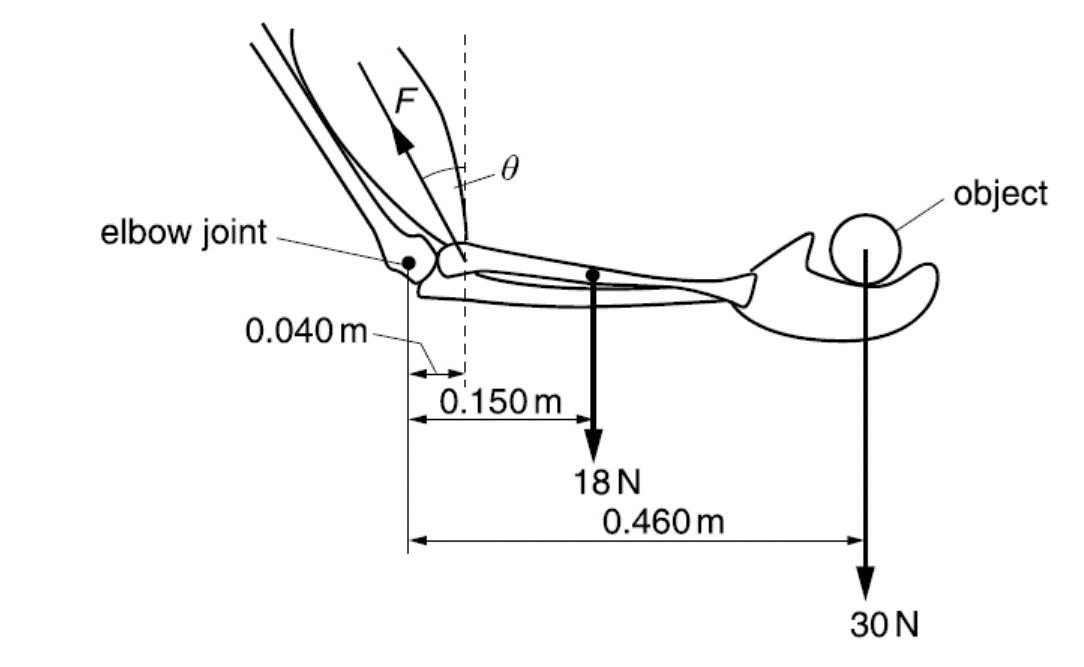 F
θ
object
elbow joint
0.040 m
0.150 m
18 N
0.460 m
30 N